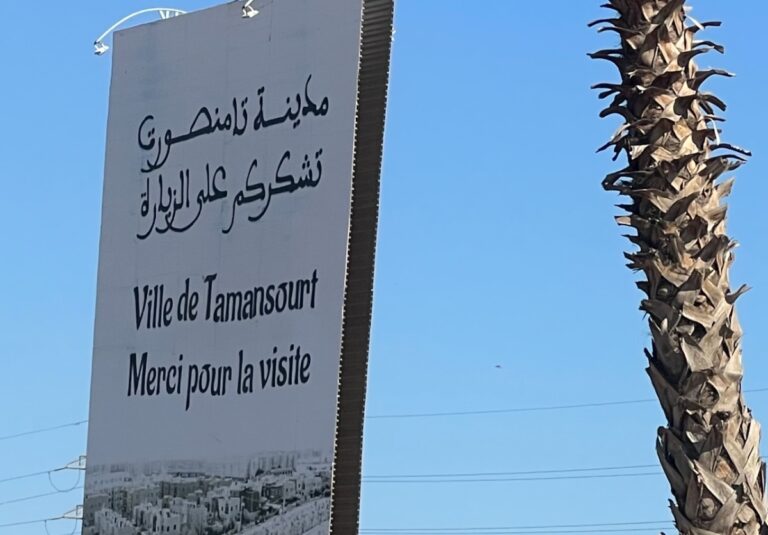 مدينة تامنصورت
تشكركم على الزيارة
Ville de Tamansourt
Merci pour la visite